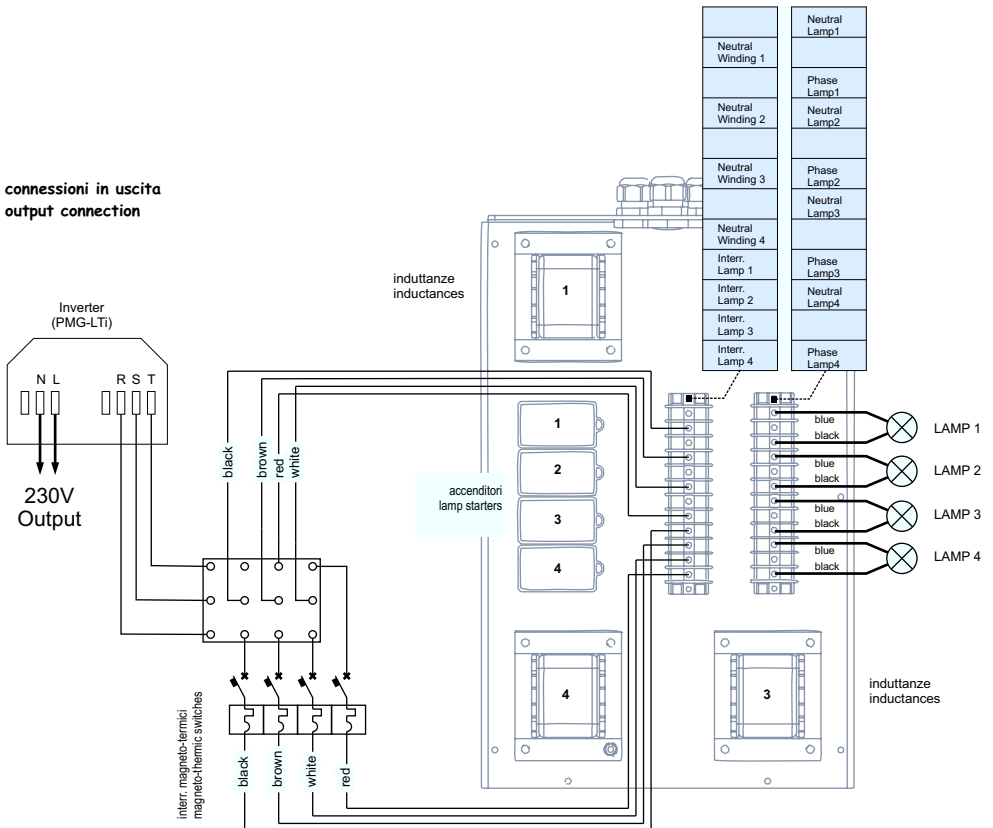 connessioni in uscita
output connection
Inverter
(PMG-LTi)
N L
R S T
230V
Output
Neutral
Winding 1
Neutral
Winding 2
Neutral
Winding 3
Neutral
Winding 4
Interr.
Lamp 1
Interr.
Lamp 2
Interr.
Lamp 3
Interr.
Lamp 4
Neutral
Lamp1
Phase
Lamp1
Neutral
Lamp2
Phase
Lamp2
Neutral
Lamp3
Phase
Lamp3
Neutral
Lamp4
Phase
Lamp4
induttanze
inductances
1
black
brown
red
white
accenditori
lamp starters
1
2
3
4
blue
black
LAMP 1
blue
black
LAMP 2
blue
black
LAMP 3
blue
black
LAMP 4
4
3
induttanze
inductances
interr. magneto-termici
magneto-thermic switches
black
brown
white
red